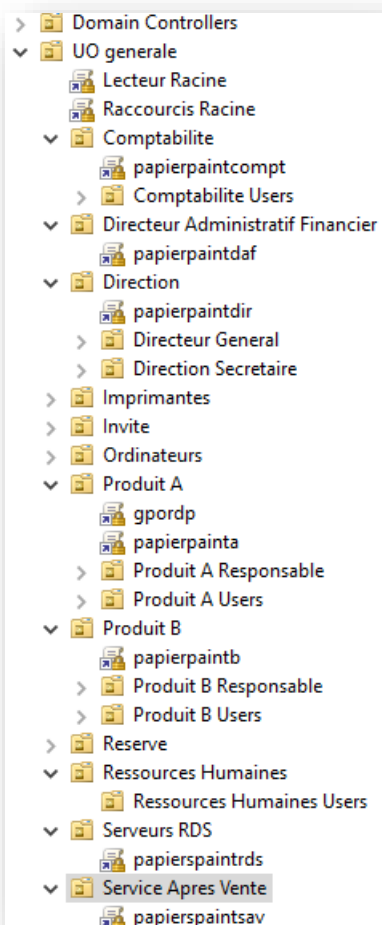 Domain Controllers
UO generale
Lecteur Racine
Raccourcis Racine
Comptabilite
papierpaintcompt
Comptabilite Users
Directeur Administratif Financier
papierpaintdaf
Direction
papierpaintdir
Directeur General
Direction Secretaire
Imprimantes
Invite
Ordinateurs
Produit A
gpordp
papierpainta
Produit A Responsable
Produit A Users
Produit B
papierpaintb
Produit B Responsable
Produit B Users
Reserve
Ressources Humaines
Ressources Humaines Users
Serveurs RDS
papierspaintrds
Service Apres Vente
papierspaintsav